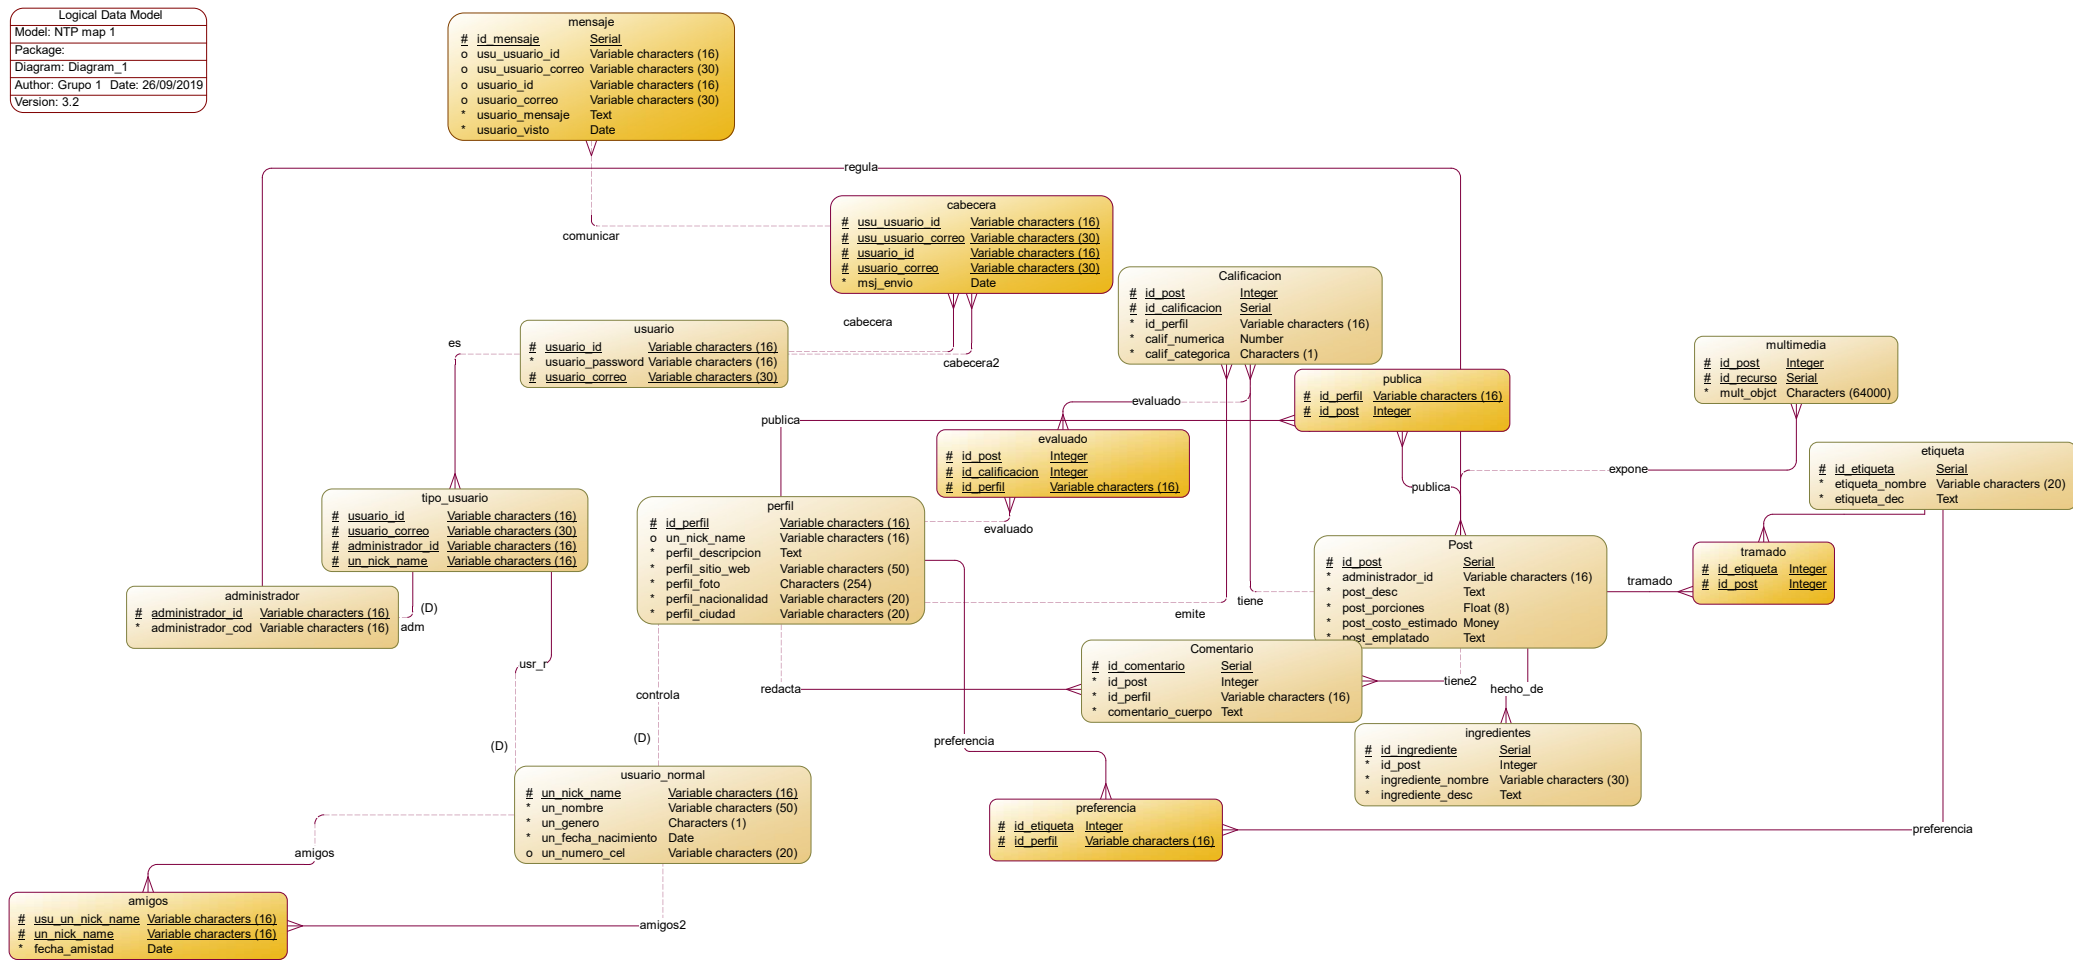 Logical Data Model
Model: NTP map 1
Package:
Diagram: Diagram_1
Author: Grupo 1 Date: 26/09/2019
Version: 3.2
mensaje
# id_mensaje Serial
o usu_usuario_id Variable characters (16)
o usu_usuario_correo Variable characters (30)
o usuario_id Variable characters (16)
o usuario_correo Variable characters (30)
* usuario_mensaje Text
* usuario_visto Date
regula
comunicar
cabecera
# usu_usuario_id Variable characters (16)
# usu_usuario_correo Variable characters (30)
# usuario_id Variable characters (16)
# usuario_correo Variable characters (30)
* msj_envio Date
cabecera
cabecera2
Calificacion
# id_post Integer
# id_calificacion Serial
* id_perfil Variable characters (16)
* calif_numerica Number
* calif_categorica Characters (1)
usuario
# usuario_id Variable characters (16)
* usuario_password Variable characters (16)
# usuario_correo Variable characters (30)
es
multimedia
# id_post Integer
# id_recurso Serial
* mult_objct Characters (64000)
publica
# id_perfil Variable characters (16)
# id_post Integer
evaluado
publica
evaluado
# id_post Integer
# id_calificacion Integer
# id_perfil Variable characters (16)
evaluado
publica
expone
etiqueta
# id_etiqueta Serial
* etiqueta_nombre Variable characters (20)
* etiqueta_dec Text
tipo_usuario
# usuario_id Variable characters (16)
# usuario_correo Variable characters (30)
# administrador_id Variable characters (16)
# un_nick_name Variable characters (16)
perfil
# id_perfil Variable characters (16)
o un_nick_name Variable characters (16)
* perfil_descripcion Text
* perfil_sitio_web Variable characters (50)
* perfil_foto Characters (254)
* perfil_nacionalidad Variable characters (20)
* perfil_ciudad Variable characters (20)
Post
# id_post Serial
* administrador_id Variable characters (16)
* post_desc Text
* post_porciones Float (8)
* post_costo_estimado Money
* post_emplatado Text
tramado
tramado
# id_etiqueta Integer
# id_post Integer
administrador
# administrador_id Variable characters (16)
* administrador_cod Variable characters (16)
(D)
adm
emite
tiene
usr_r
controla
redacta
Comentario
# id_comentario Serial
* id_post Integer
* id_perfil Variable characters (16)
* comentario_cuerpo Text
tiene2
hecho_de
(D)
(D)
preferencia
ingredientes
# id_ingrediente Serial
* id_post Integer
* ingrediente_nombre Variable characters (30)
* ingrediente_desc Text
usuario_normal
# un_nick_name Variable characters (16)
* un_nombre Variable characters (50)
* un_genero Characters (1)
* un_fecha_nacimiento Date
o un_numero_cel Variable characters (20)
preferencia
# id_etiqueta Integer
# id_perfil Variable characters (16)
preferencia
amigos
amigos
# usu_un_nick_name Variable characters (16)
# un_nick_name Variable characters (16)
* fecha_amistad Date
amigos2